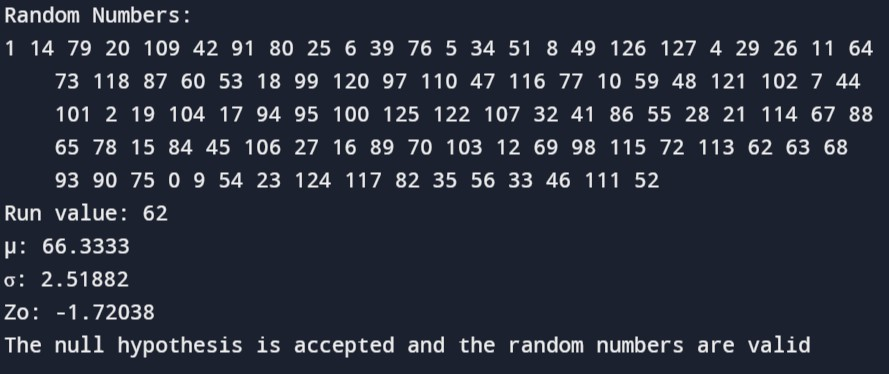 Random Numbers:
1 14 79 20 109 42 91 80 25 6 39 76 5 34 51 8 49 126 127 4 29 26 11 64
73 118 87 60 53 18 99 120 97 110 47 116 77 10 59 48 121 102 7 44
101 2 19 104 17 94 95 100 125 122 107 32 41 86 55 28 21 114 67 88
65 78 15 84 45 106 27 16 89 70 103 12 69 98 115 72 113 62 63 68
93 90 75 0 9 54 23 124 117 82 35 56 33 46 111 52
Run value: 62
μ: 66.3333
σ: 2.51882
Zo: -1.72038
The null hypothesis is accepted and the random numbers are valid